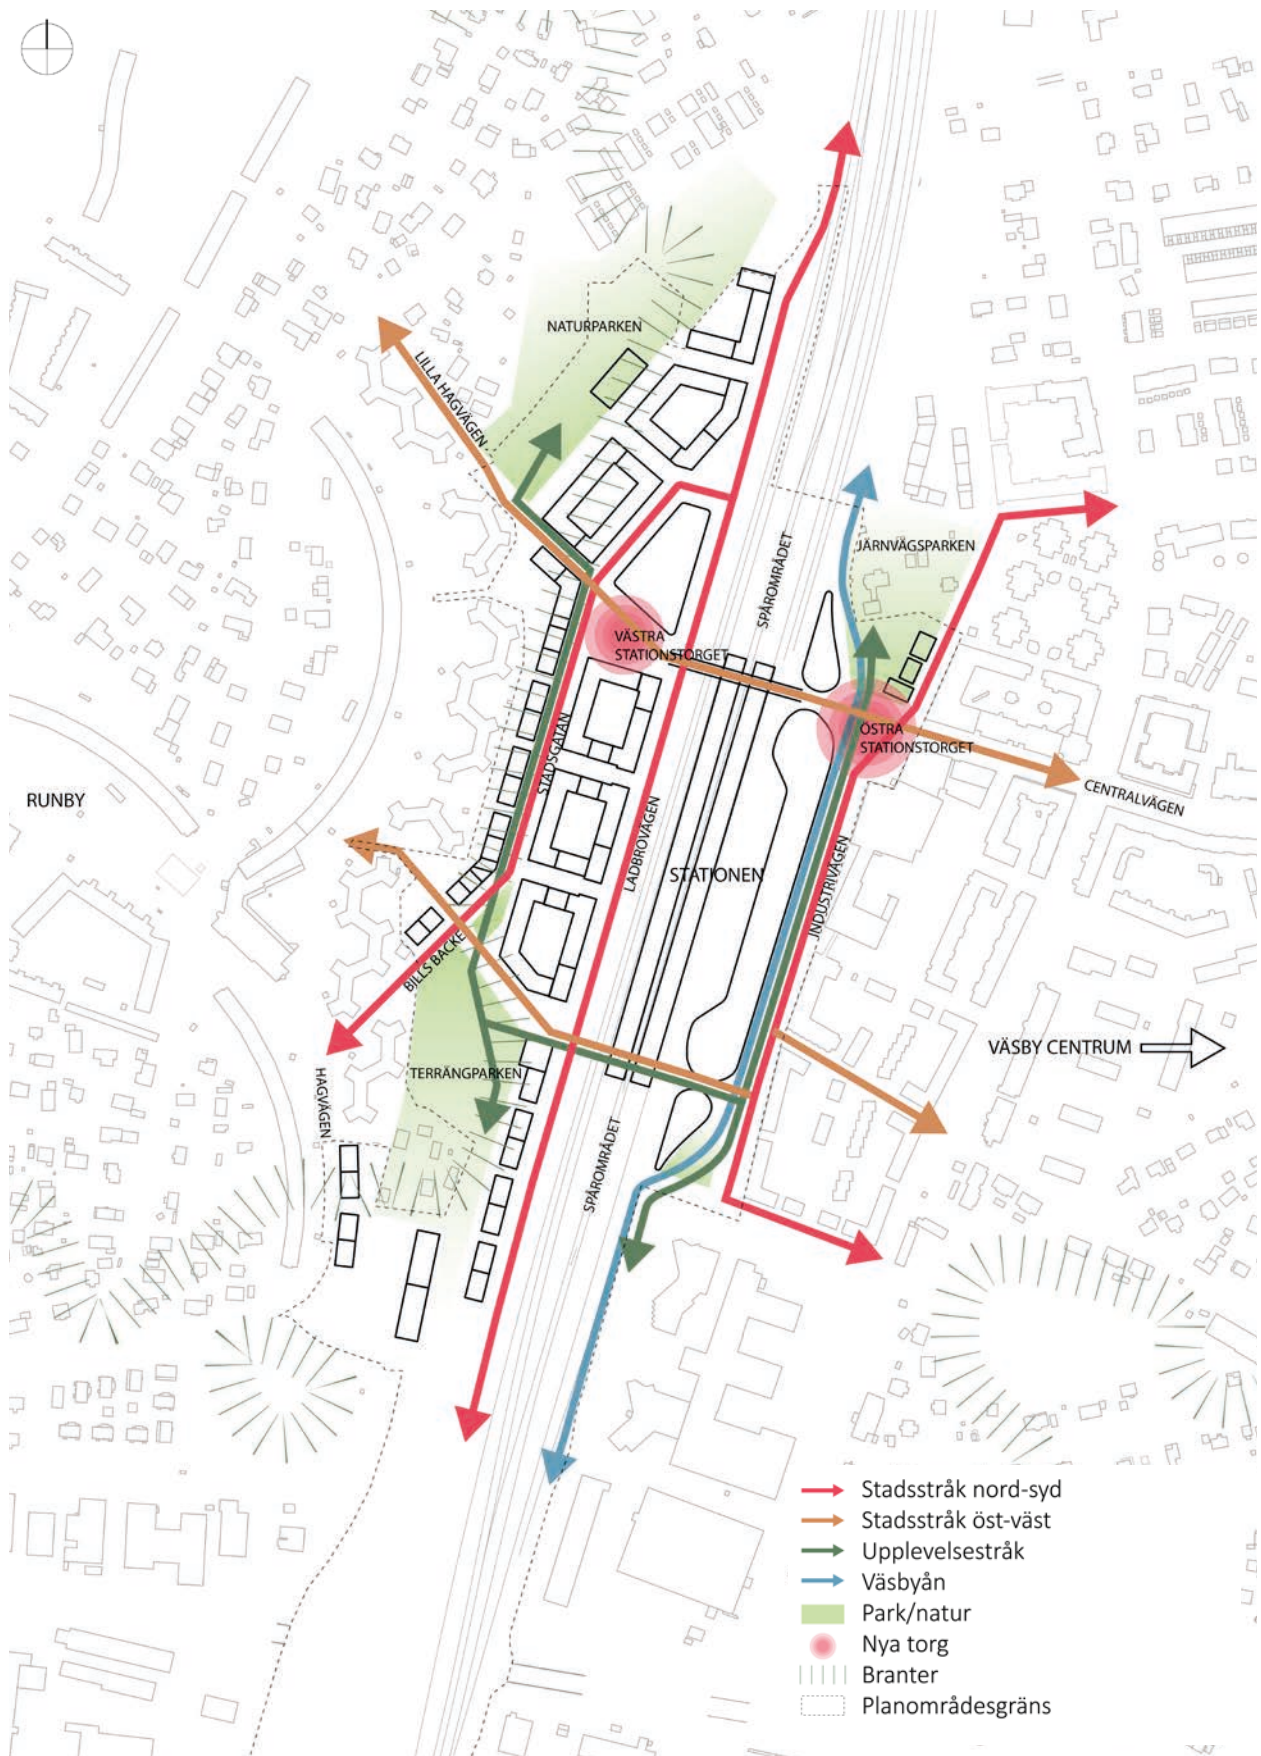 NATURPARKEN
LILLA HAGVÄGEN
SPÅROMRÅDET
JÄRNVÄGSPARKEN
VÄSTRA
STATIONSTORGET
ÖSTRA
STATIONSTORGET
STADSGATAN
CENTRALVÄGEN
RUNBY
LADBROVÄGEN
STATIONEN
INDUSTRIVÄGEN
BILLS BACKE
VÄSBY CENTRUM
HAGVÄGEN
TERRÄNGPARKEN
SPÅROMRÅDET
Stadsstråk nord-syd
Stadsstråk öst-väst
Upplevelsestråk
Väsbyån
Park/natur
Nya torg
Branter
Planområdesgräns